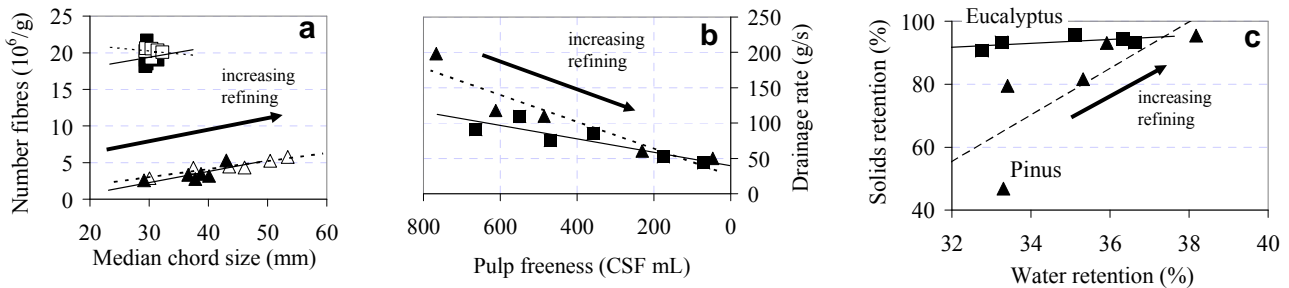 a
Number fibres (10⁶/g)
25
20
15
10
5
0
increasing
refining
20 30 40 50 60
Median chord size (mm)
b
increasing
refining
250
200
150
100
50
0
Drainage rate (g/s)
800 600 400 200 0
Pulp freeness (CSF mL)
c
Solids retention (%)
100
80
60
40
Eucalyptus
increasing
refining
Pinus
32 34 36 38 40
Water retention (%)